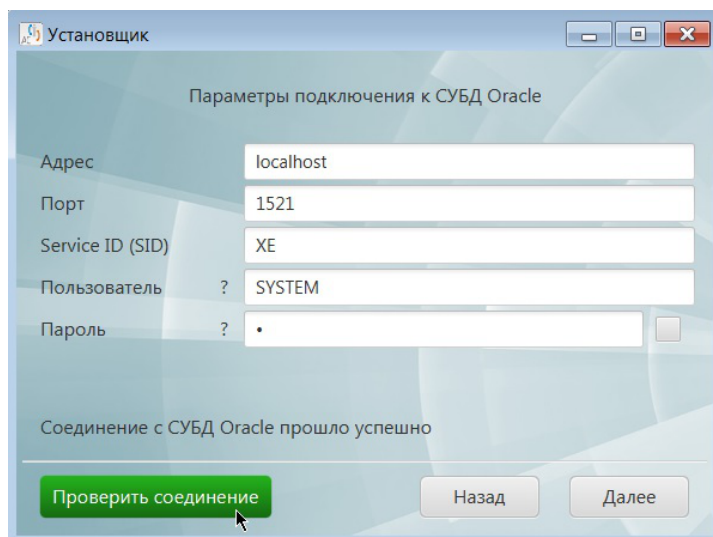 Установщик
Параметры подключения к СУБД Oracle
Адрес localhost
Порт 1521
Service ID (SID) XE
Пользователь ? SYSTEM
Пароль ? •
Соединение с СУБД Oracle прошло успешно
Проверить соединение Назад Далее